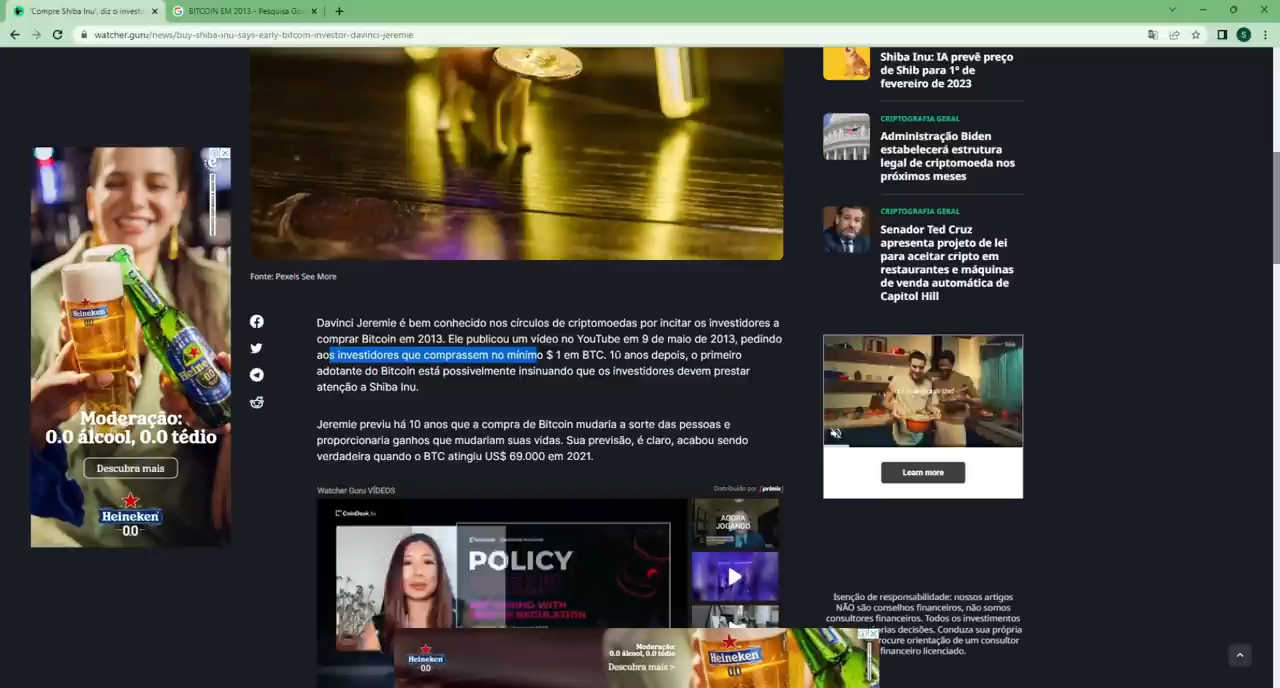 'Compre Shiba Inu', diz o investi
BITCOIN EM 2013 - Pesquisa Go
watcher.guru/news/buy-shiba-inu-says-early-bitcoin-investor-davinci-jeremie
S
Heineken
Moderação:
0.0 álcool, 0.0 tédio
Descubra mais
Heineken
0.0
Fonte: Pexels See More
Davinci Jeremie é bem conhecido nos círculos de criptomoedas por incitar os investidores a
comprar Bitcoin em 2013. Ele publicou um vídeo no YouTube em 9 de maio de 2013, pedindo
aos investidores que comprassem no mínimo $ 1 em BTC. 10 anos depois, o primeiro
adotante do Bitcoin está possivelmente insinuando que os investidores devem prestar
atenção a Shiba Inu.
Jeremie previu há 10 anos que a compra de Bitcoin mudaria a sorte das pessoas e
proporcionaria ganhos que mudariam suas vidas. Sua previsão, é claro, acabou sendo
verdadeira quando o BTC atingiu US$ 69.000 em 2021.
Watcher Guru VÍDEOS
Distribuído por [primis]
CoinDesk.tv
POLICY
AGORA
JOGANDO
Heineken
0.0
Moderação:
0.0 álcool, 0.0 tédio
Descubra mais >
Heineken
Shiba Inu: IA prevê preço
de Shib para 1º de
fevereiro de 2023
CRIPTOGRAFIA GERAL
Administração Biden
estabelecerá estrutura
legal de criptomoeda nos
próximos meses
CRIPTOGRAFIA GERAL
Senador Ted Cruz
apresenta projeto de lei
para aceitar cripto em
restaurantes e máquinas
de venda automática de
Capitol Hill
Learn more
Isenção de responsabilidade: nossos artigos
NÃO são conselhos financeiros, não somos
consultores financeiros. Todos os investimentos
decisões. Conduza sua própria
orientação de um consultor
financeiro licenciado.